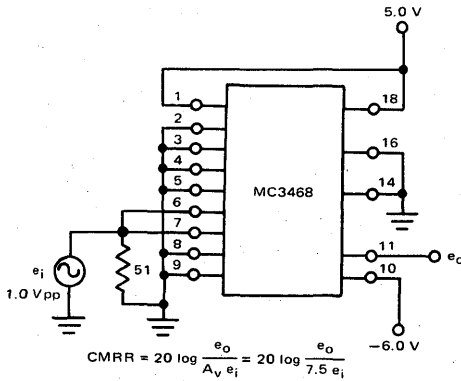 5.0 V
1
2
3
4
5
6
7
8
9
18
16
14
11
10
MC3468
eo
ei
1.0 Vpp
51
-6.0 V
CMRR = 20 log eo / Av ei = 20 log eo / 7.5 ei